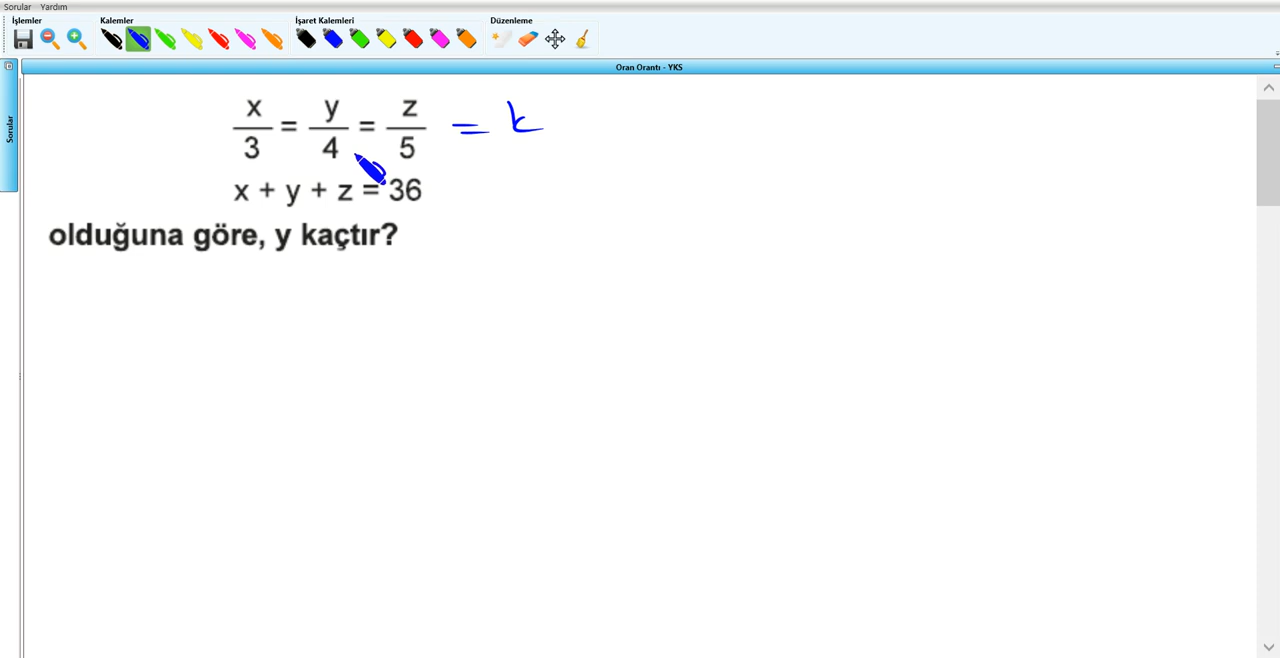 Sorular Yardım
İşlemler Kalemler İşaret Kalemleri Düzenleme
Oran Orantı - YKS
Sorular
x/3 = y/4 = z/5 = k
x + y + z = 36
olduğuna göre, y kaçtır?